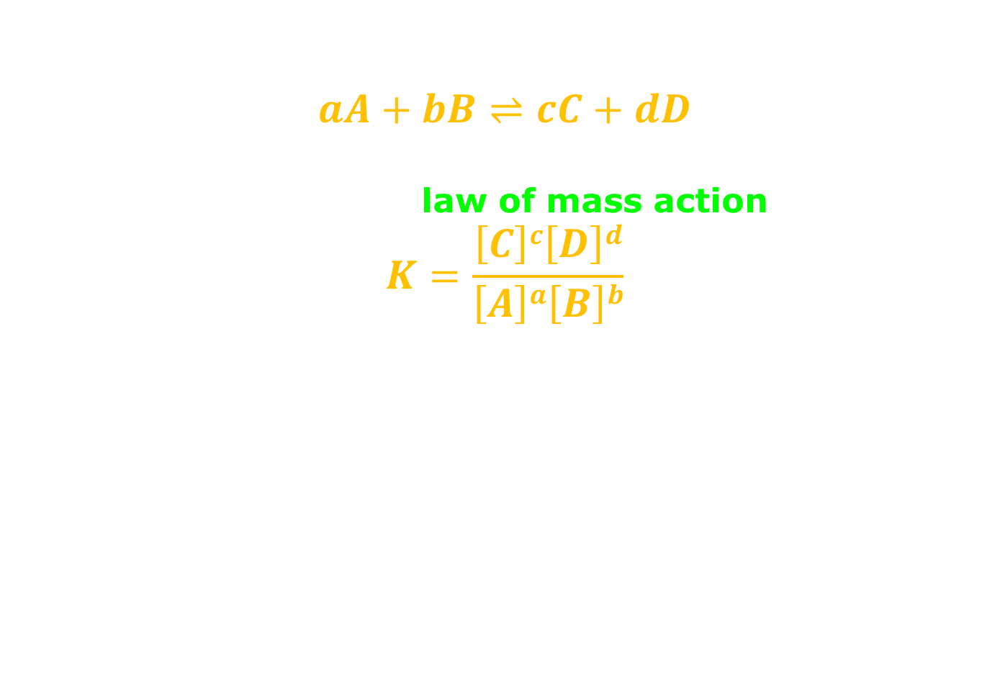 aA + bB ⇌ cC + dD
law of mass action
K = [C]^c[D]^d / [A]^a[B]^b